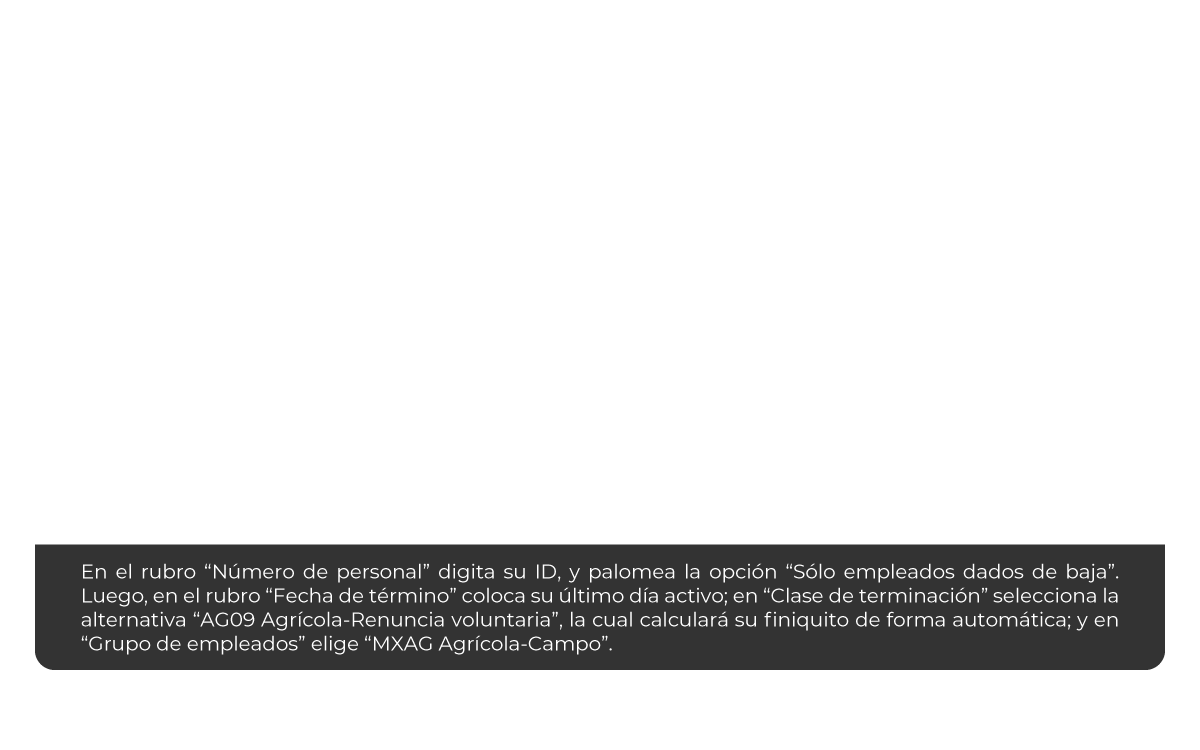 En el rubro “Número de personal” digita su ID, y palomea la opción “Sólo empleados dados de baja”.
Luego, en el rubro “Fecha de término” coloca su último día activo; en “Clase de terminación” selecciona la
alternativa “AG09 Agrícola-Renuncia voluntaria”, la cual calculará su finiquito de forma automática; y en
“Grupo de empleados” elige “MXAG Agrícola-Campo”.